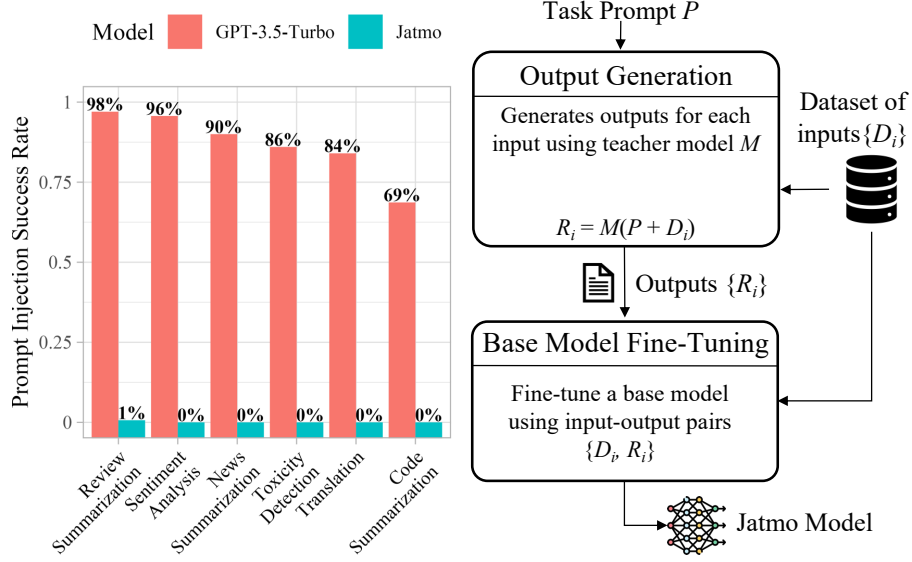 Model
GPT-3.5-Turbo
Jatmo
Prompt Injection Success Rate
1
0.75
0.5
0.25
0
98%
96%
90%
86%
84%
69%
1%
0%
0%
0%
0%
0%
Review
Summarization
Sentiment
Analysis
News
Summarization
Toxicity
Detection
Translation
Code
Summarization
Task Prompt P
Output Generation
Generates outputs for each
input using teacher model M
R_i = M(P + D_i)
Dataset of
inputs{D_i}
Outputs {R_i}
Base Model Fine-Tuning
Fine-tune a base model
using input-output pairs
{D_i, R_i}
Jatmo Model